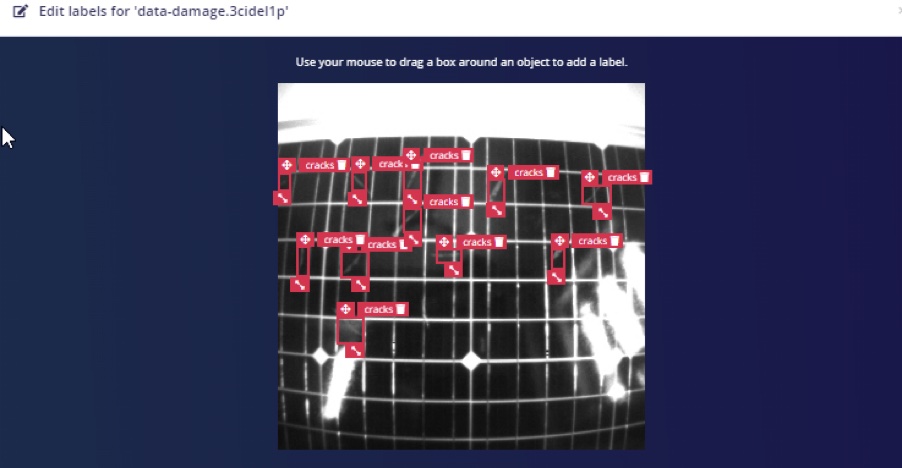 Edit labels for 'data-damage.3cidel1p'
Use your mouse to drag a box around an object to add a label.
cracks
cracks
cracks
cracks
cracks
cracks
cracks
cracks
cracks
cracks
cracks